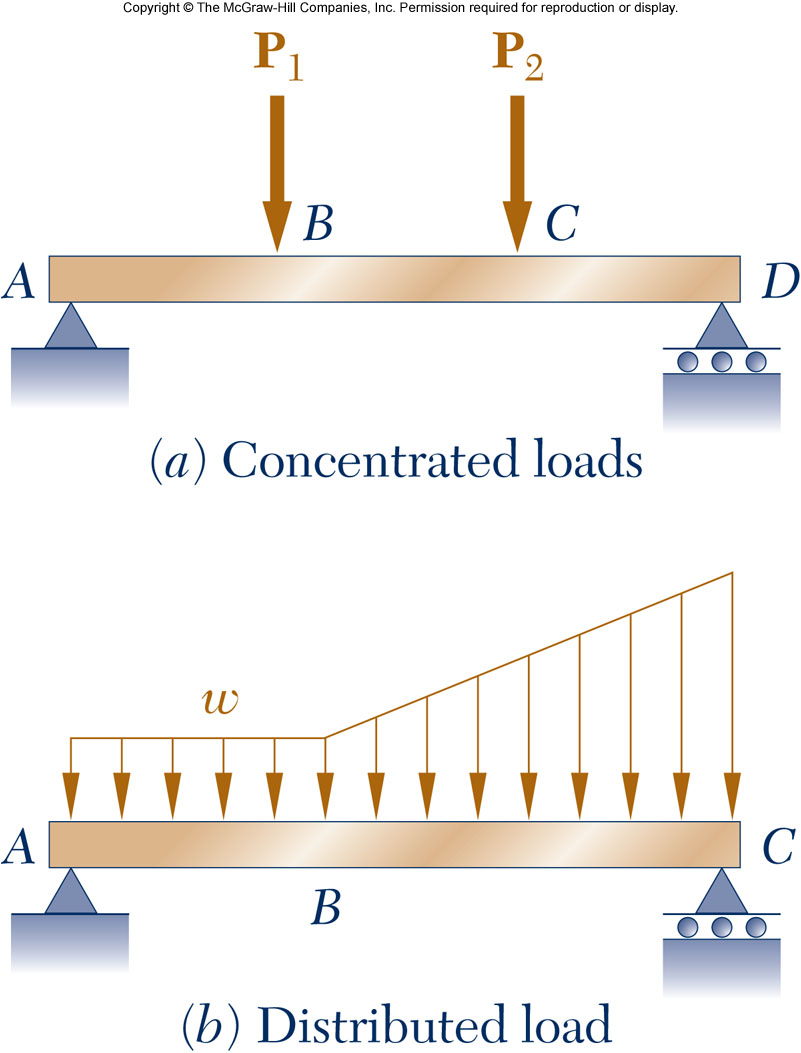 Copyright © The McGraw-Hill Companies, Inc. Permission required for reproduction or display.
P1 P2
B C
A D
(a) Concentrated loads
w
A C
B
(b) Distributed load